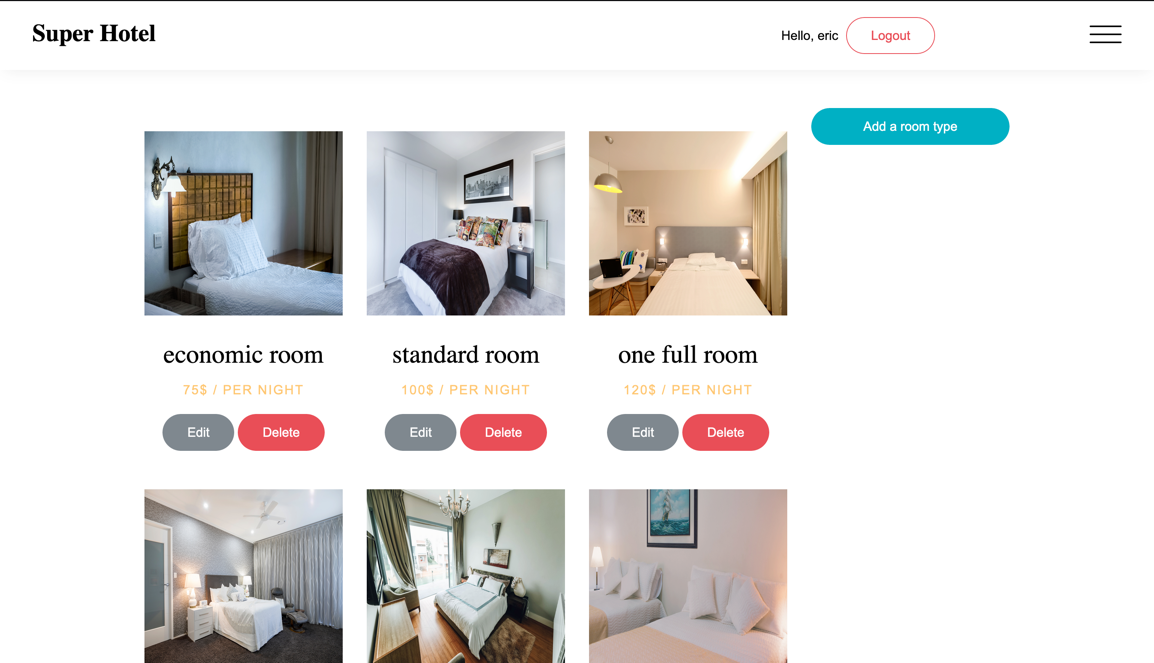 Super Hotel
Hello, eric
Logout
Add a room type
economic room
75$ / PER NIGHT
Edit
Delete
standard room
100$ / PER NIGHT
Edit
Delete
one full room
120$ / PER NIGHT
Edit
Delete